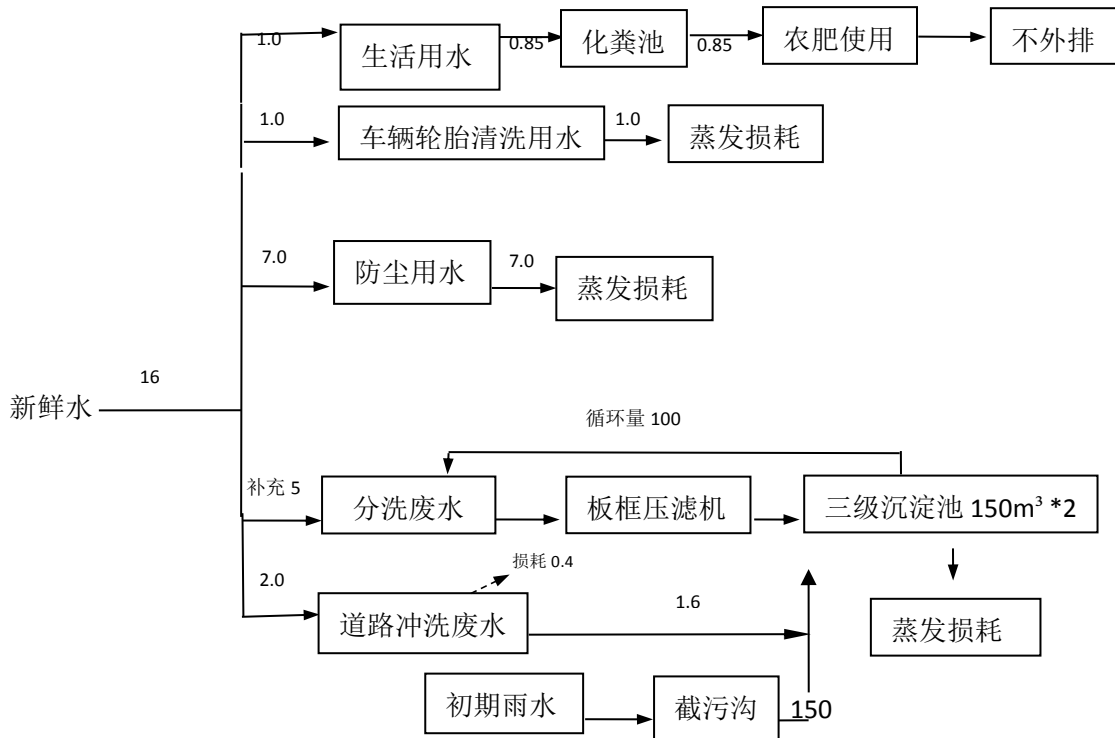 1.0
生活用水
0.85
化粪池
0.85
农肥使用
不外排
1.0
车辆轮胎清洗用水
1.0
蒸发损耗
7.0
防尘用水
7.0
蒸发损耗
16
新鲜水
循环量 100
补充 5
分洗废水
板框压滤机
三级沉淀池 150m³ *2
损耗 0.4
2.0
道路冲洗废水
1.6
蒸发损耗
初期雨水
截污沟
150